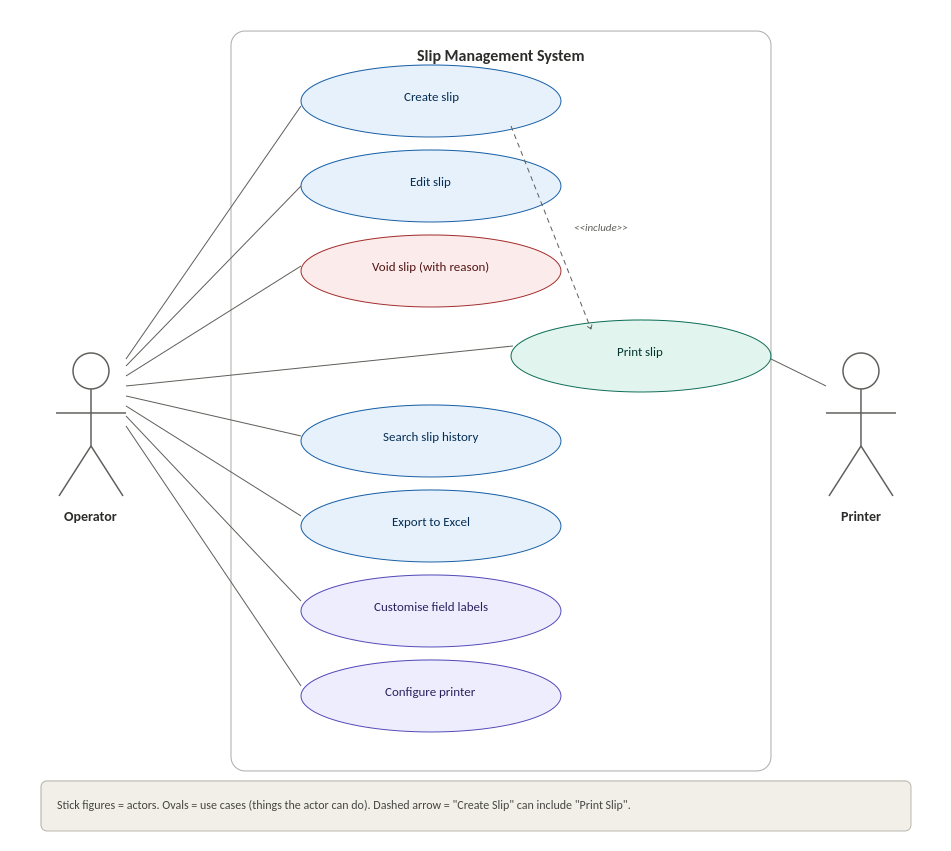 Slip Management System
Create slip
Edit slip
<<include>>
Void slip (with reason)
Print slip
Search slip history
Operator
Printer
Export to Excel
Customise field labels
Configure printer
Stick figures = actors. Ovals = use cases (things the actor can do). Dashed arrow = "Create Slip" can include "Print Slip".